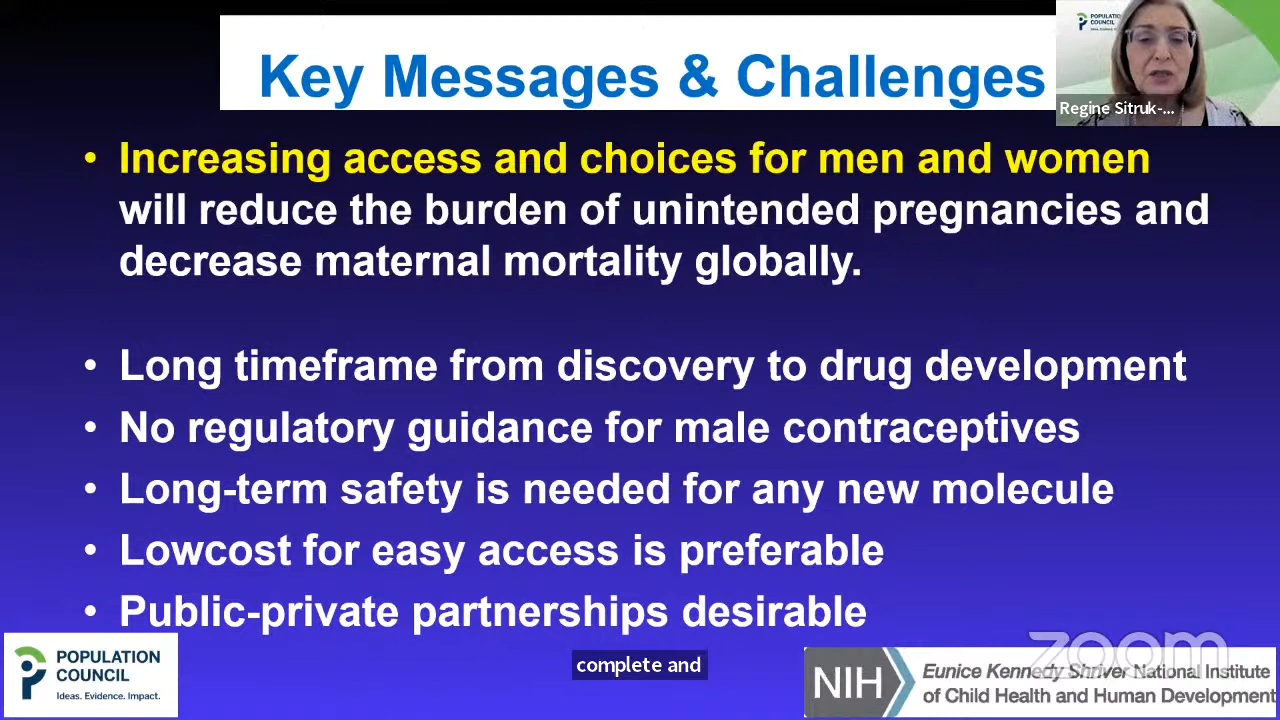 Key Messages & Challenges
POPULATION
COUNCIL
Regine Sitruk-...
• Increasing access and choices for men and women
will reduce the burden of unintended pregnancies and
decrease maternal mortality globally.
• Long timeframe from discovery to drug development
• No regulatory guidance for male contraceptives
• Long-term safety is needed for any new molecule
• Lowcost for easy access is preferable
• Public-private partnerships desirable
zoom
POPULATION
COUNCIL
Ideas. Evidence. Impact.
complete and
NIH
Eunice Kennedy Shriver National Institute
of Child Health and Human Development